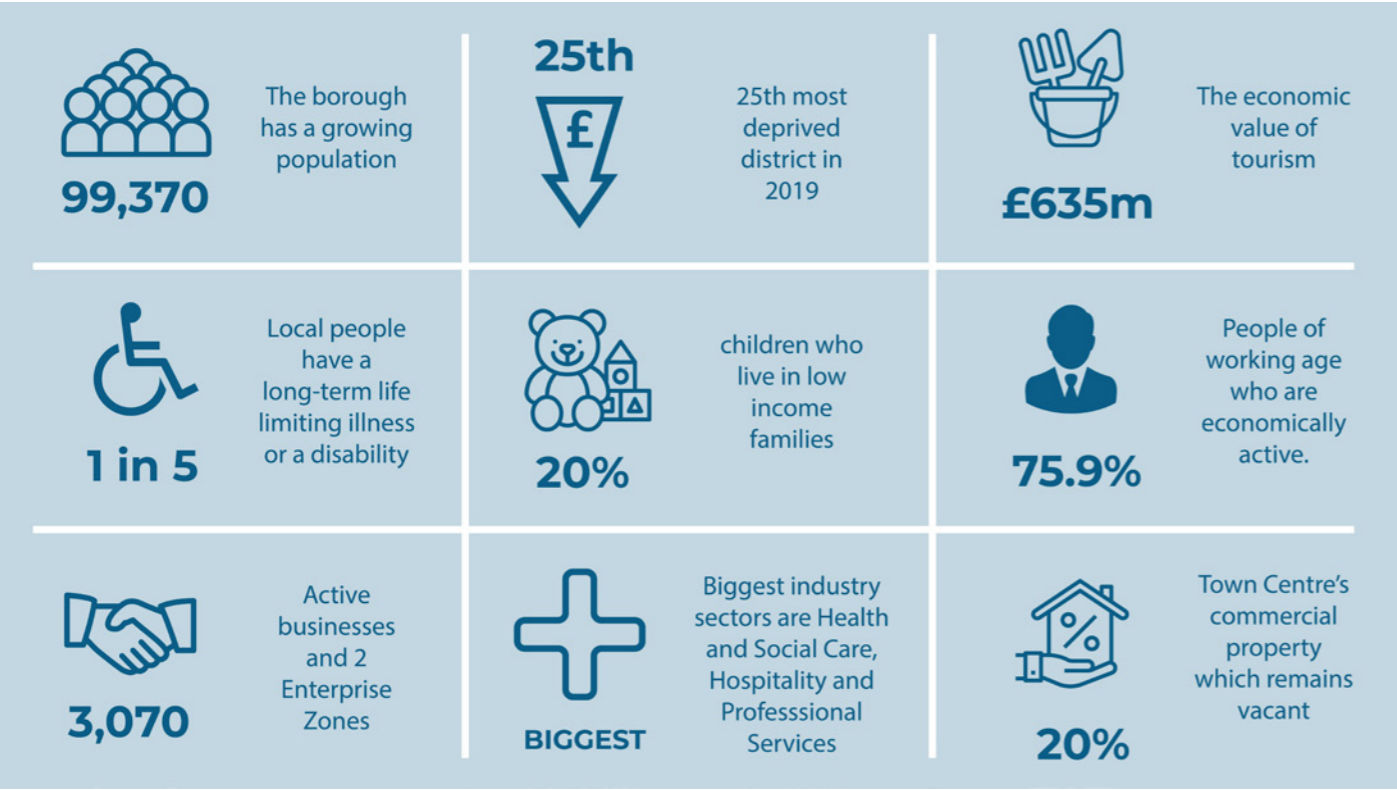 99,370
The borough
has a growing
population
25th
£
25th most
deprived
district in
2019
£635m
The economic
value of
tourism
1 in 5
Local people
have a
long-term life
limiting illness
or a disability
20%
children who
live in low
income
families
75.9%
People of
working age
who are
economically
active.
3,070
Active
businesses
and 2
Enterprise
Zones
BIGGEST
Biggest industry
sectors are Health
and Social Care,
Hospitality and
Professsional
Services
%
20%
Town Centre's
commercial
property
which remains
vacant